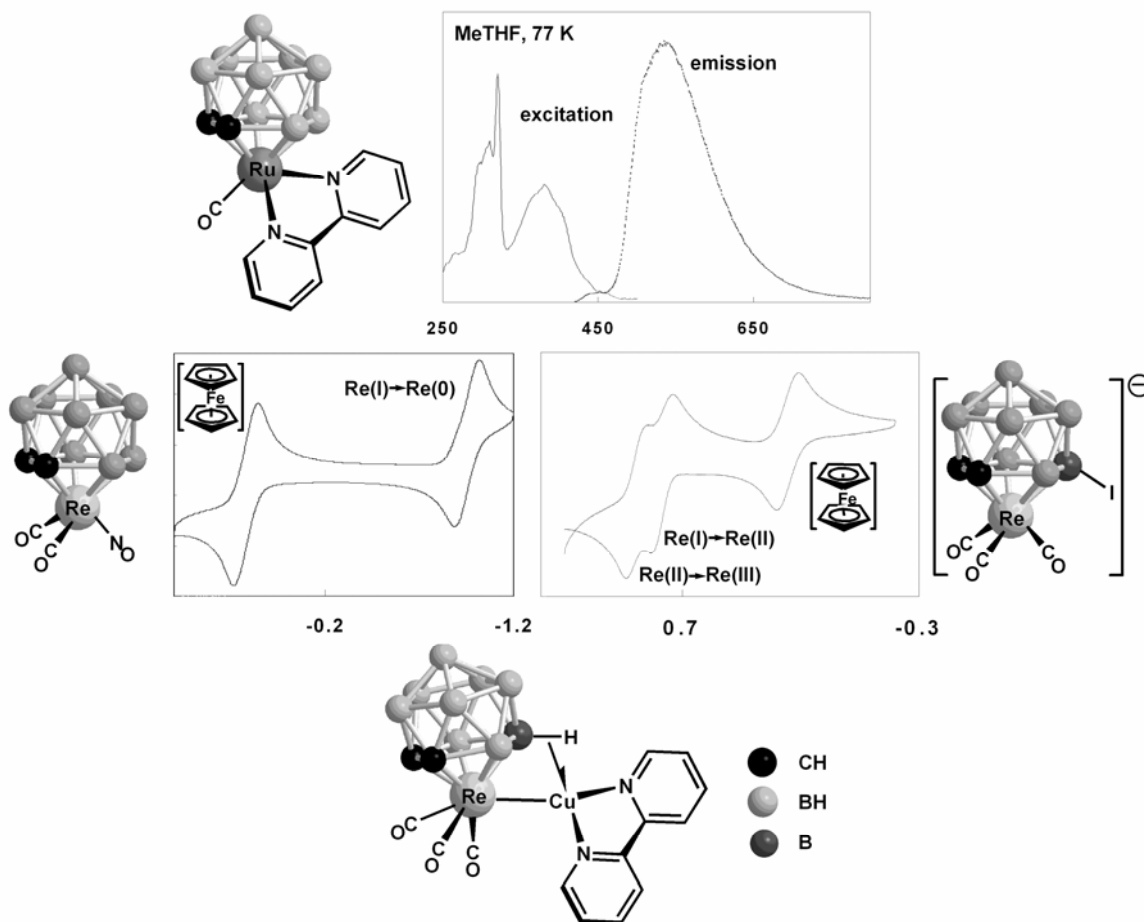 MeTHF, 77 K
emission
excitation
Ru
N
N
OC
250 450 650
Fe
Re(I)→Re(0)
Re
OC
OC
NO
-0.2 -1.2
Fe
Re(I)→Re(II)
Re(II)→Re(III)
0.7 -0.3
⊖
I
Re
OC
OC
CO
H
Re
Cu
N
N
OC
OC
CO
CH
BH
B